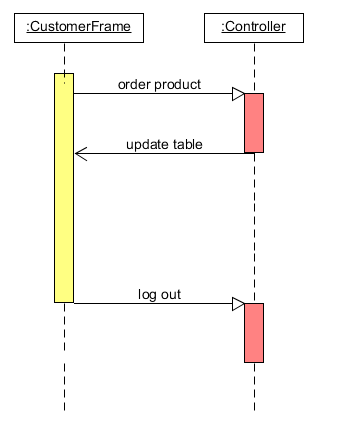 :CustomerFrame
:Controller
order product
update table
log out